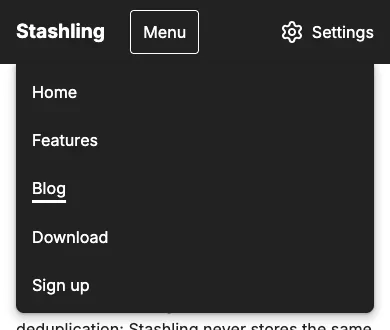 Stashling Menu Settings
Home
Features
Blog
Download
Sign up
deduplication: Stashling never stores the same